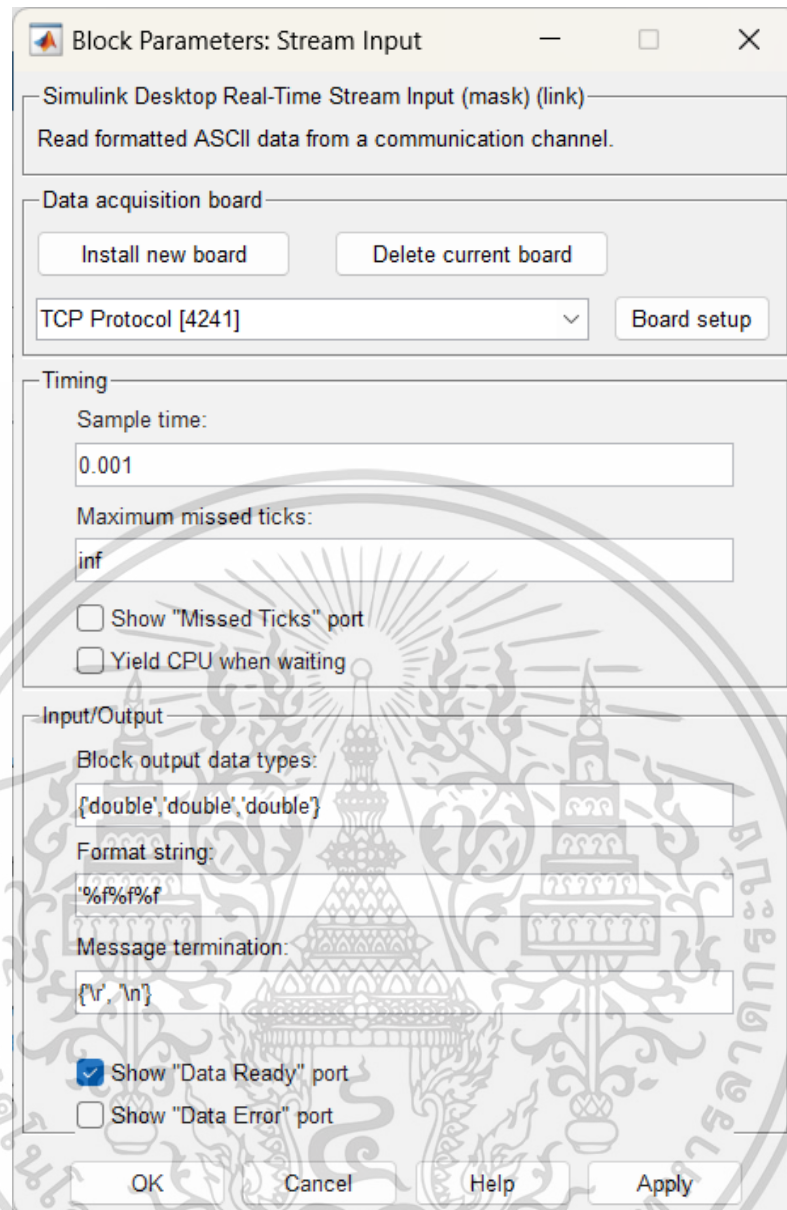 Block Parameters: Stream Input
Simulink Desktop Real-Time Stream Input (mask) (link)
Read formatted ASCII data from a communication channel.
Data acquisition board
Install new board Delete current board
TCP Protocol [4241] Board setup
Timing
Sample time:
0.001
Maximum missed ticks:
inf
Show "Missed Ticks" port
Yield CPU when waiting
Input/Output
Block output data types:
{'double','double','double'}
Format string:
'%f%f%f
Message termination:
{'\r', '\n'}
Show "Data Ready" port
Show "Data Error" port
OK Cancel Help Apply